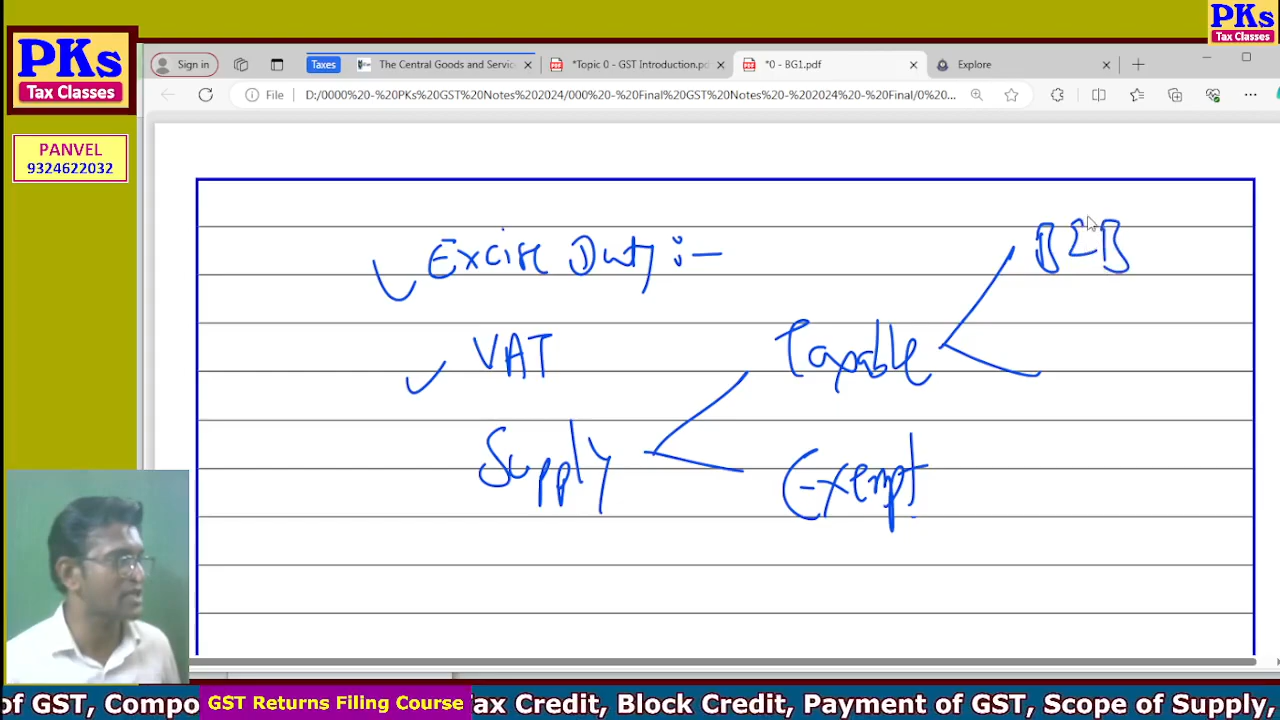 PKs
Tax Classes
PKs
Tax Classes
PANVEL
9324622032
Sign in
Taxes
The Central Goods and Servic
*Topic 0 - GST Introduction.p
*0 - BG1.pdf
Explore
File
D:/0000%20-%20PKs%20GST%20Notes%202024/000%20-%20Final%20GST%20Notes%20-%202024%20-%20Final/0%20...
Excise Duty :-
B2B
VAT
Taxable
Supply
Exempt
of GST, Compo
GST Returns Filing Course
Tax Credit, Block Credit, Payment of GST, Scope of Supply,